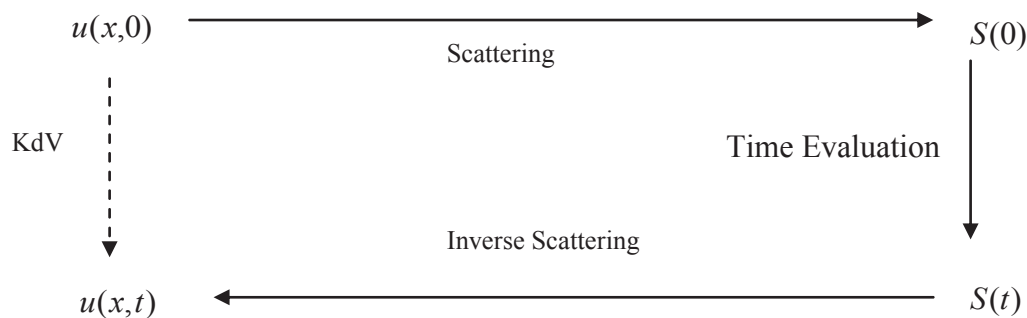 u(x,0)
S(0)
Scattering
KdV
Time Evaluation
Inverse Scattering
u(x,t)
S(t)